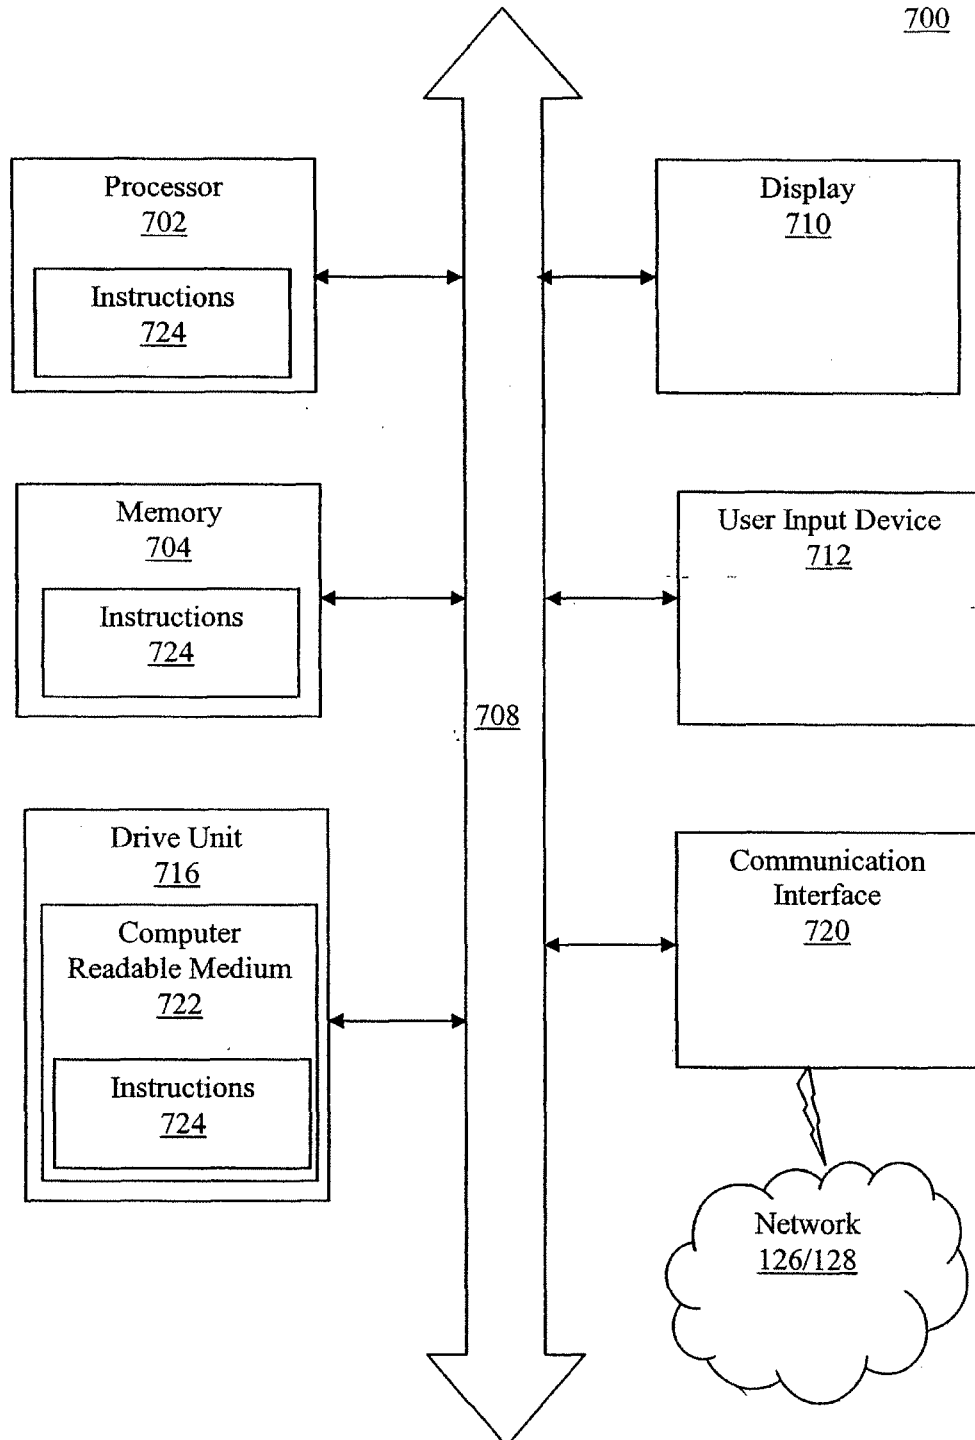 700
Processor
702
Instructions
724
Display
710
Memory
704
Instructions
724
User Input Device
712
708
Drive Unit
716
Computer
Readable Medium
722
Instructions
724
Communication
Interface
720
Network
126/128